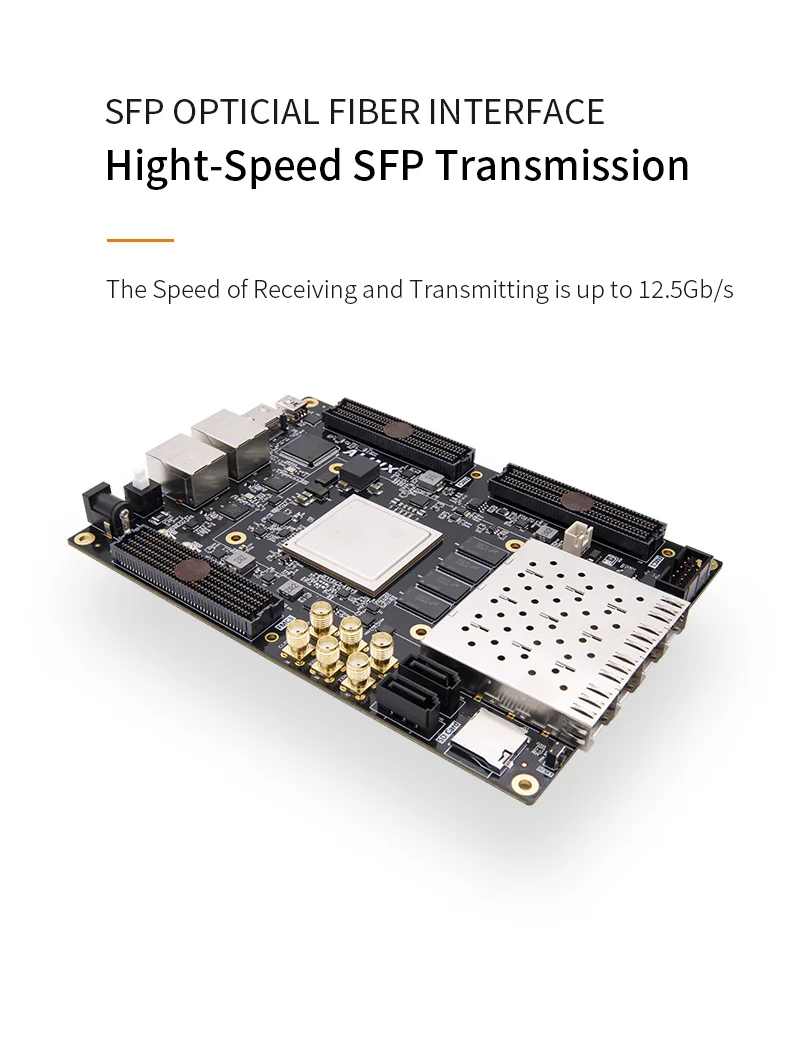 SFP OPTICIAL FIBER INTERFACE
Hight-Speed SFP Transmission
The Speed of Receiving and Transmitting is up to 12.5Gb/s